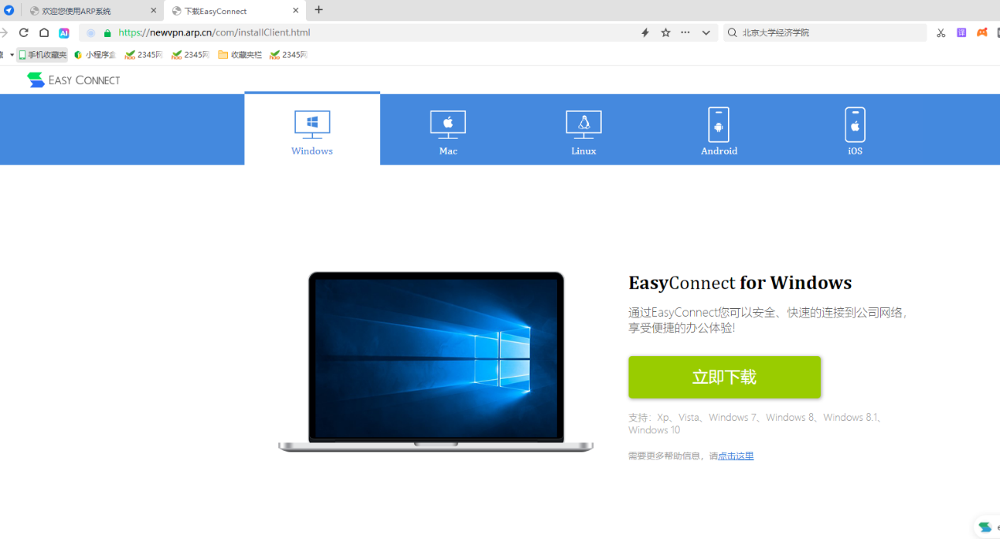 欢迎您使用ARP系统
下载EasyConnect
https://newvpn.arp.cn/com/installClient.html
北京大学经济学院
手机收藏夹 小程序盒 2345网 2345网 收藏夹栏 2345网
EASY CONNECT
Windows
Mac
Linux
Android
iOS
EasyConnect for Windows
通过EasyConnect您可以安全、快速的连接到公司网络，
享受便捷的办公体验!
立即下载
支持：Xp、Vista、Windows 7、Windows 8、Windows 8.1、
Windows 10
需要更多帮助信息，请点击这里